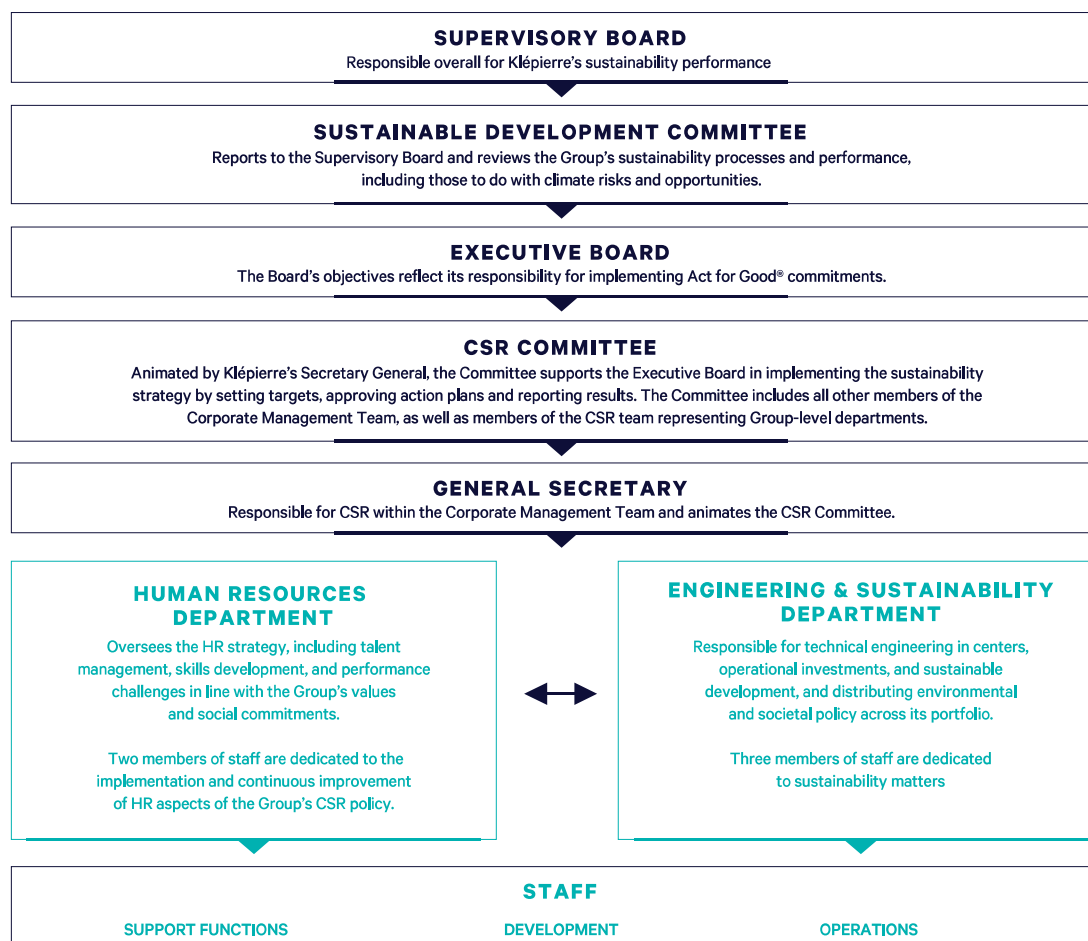 SUPERVISORY BOARD
Responsible overall for Klépierre's sustainability performance
SUSTAINABLE DEVELOPMENT COMMITTEE
Reports to the Supervisory Board and reviews the Group's sustainability processes and performance,
including those to do with climate risks and opportunities.
EXECUTIVE BOARD
The Board's objectives reflect its responsibility for implementing Act for Good® commitments.
CSR COMMITTEE
Animated by Klépierre's Secretary General, the Committee supports the Executive Board in implementing the sustainability
strategy by setting targets, approving action plans and reporting results. The Committee includes all other members of the
Corporate Management Team, as well as members of the CSR team representing Group-level departments.
GENERAL SECRETARY
Responsible for CSR within the Corporate Management Team and animates the CSR Committee.
HUMAN RESOURCES
DEPARTMENT
Oversees the HR strategy, including talent
management, skills development, and performance
challenges in line with the Group's values
and social commitments.
Two members of staff are dedicated to the
implementation and continuous improvement
of HR aspects of the Group's CSR policy.
ENGINEERING & SUSTAINABILITY
DEPARTMENT
Responsible for technical engineering in centers,
operational investments, and sustainable
development, and distributing environmental
and societal policy across its portfolio.
Three members of staff are dedicated
to sustainability matters
STAFF
SUPPORT FUNCTIONS
DEVELOPMENT
OPERATIONS